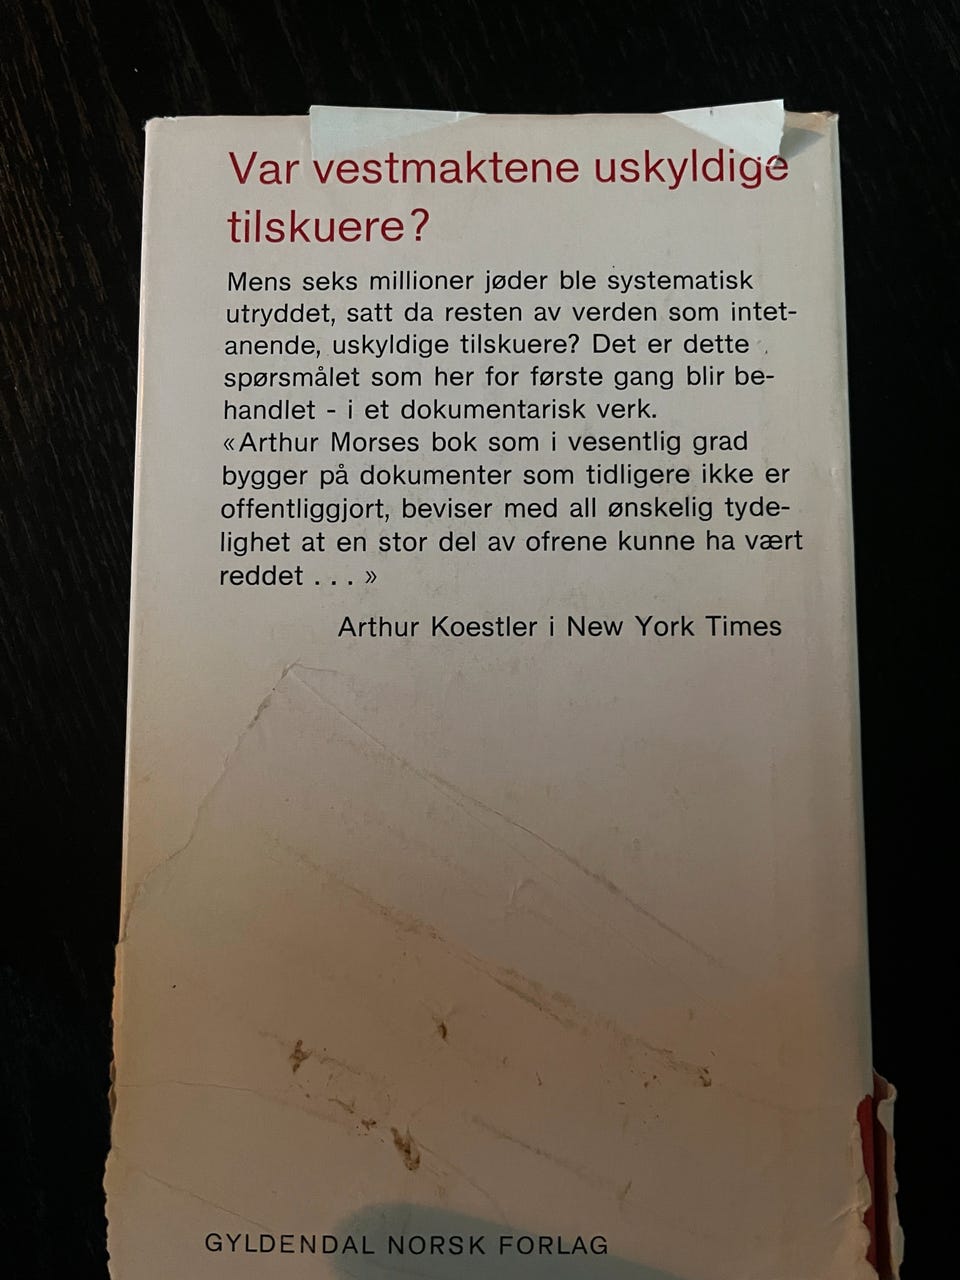 Var vestmaktene uskyldige
tilskuere?
Mens seks millioner jøder ble systematisk
utryddet, satt da resten av verden som intet-
anende, uskyldige tilskuere? Det er dette
spørsmålet som her for første gang blir be-
handlet - i et dokumentarisk verk.
«Arthur Morses bok som i vesentlig grad
bygger på dokumenter som tidligere ikke er
offentliggjort, beviser med all ønskelig tyde-
lighet at en stor del av ofrene kunne ha vært
reddet . . . »
Arthur Koestler i New York Times
GYLDENDAL NORSK FORLAG